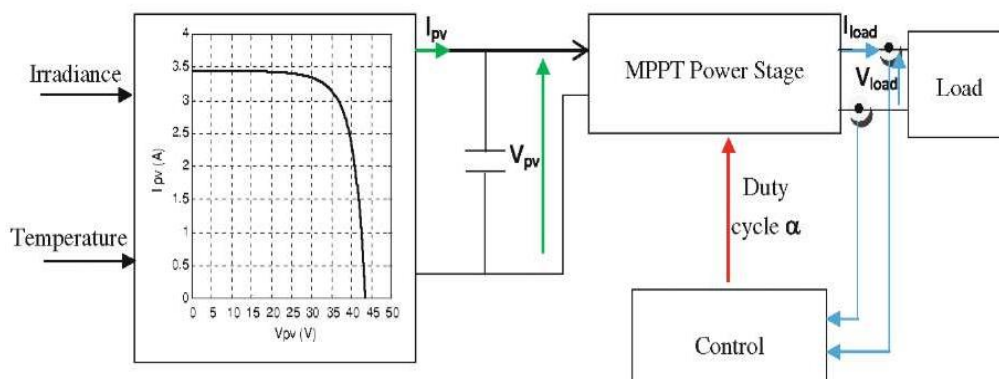 Irradiance
Temperature
I pv (A)
4
3.5
3
2.5
2
1.5
1
0.5
0
0 5 10 15 20 25 30 35 40 45 50
Vpv (V)
Ipv
Vpv
MPPT Power Stage
Iload
Vload
Load
Duty
cycle α
Control